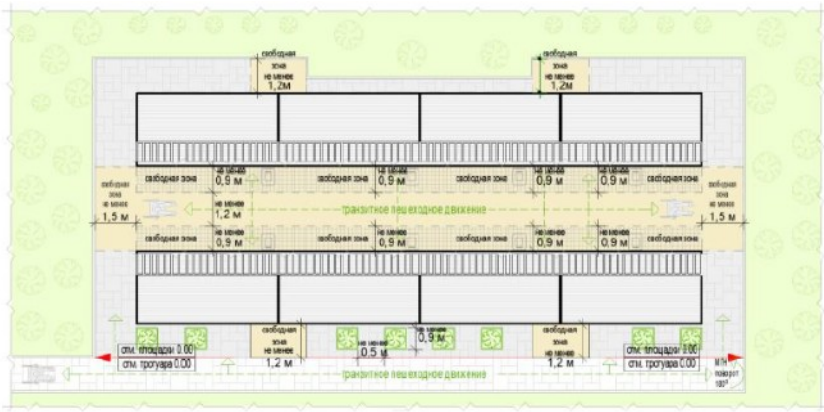 свободная
зона
не менее
1,2м
свободная
зона
не менее
1,2м
свободная
зона
не менее
1,5 м
свободная зона
не менее
0,9 м
свободная зона
не менее
0,9 м
свободная зона
не менее
0,9 м
не менее
0,9 м
свободная зона
свободная
зона
не менее
1,5 м
не менее
1,2 м
транзитное пешеходное движение
свободная зона
не менее
0,9 м
свободная зона
не менее
0,9 м
свободная зона
не менее
0,9 м
не менее
0,9 м
свободная зона
свободная
зона
не менее
1,2 м
не менее
0,5 м
не менее
0,9 м
свободная
зона
не менее
1,2 м
отм. площадки 0.00
отм. тротуара 0.00
отм. площадки 0.00
отм. тротуара 0.00
транзитное пешеходное движение
МГН
поворот
180°